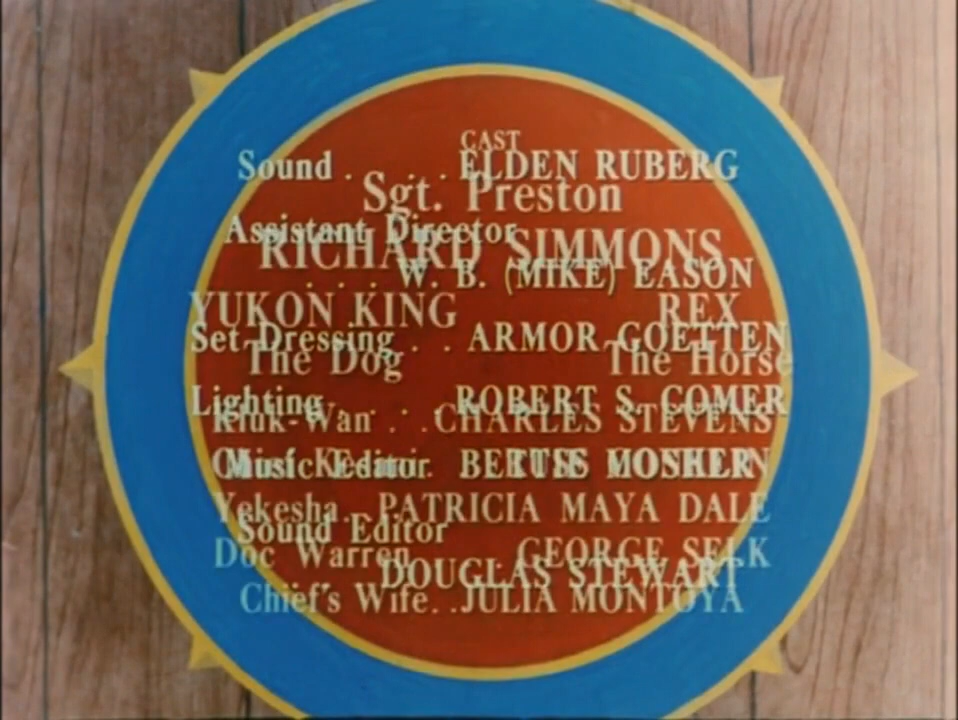 CAST
Sound . . . . ELDEN RUBERG
Sgt. Preston
Assistant Director
RICHARD SIMMONS
. . . . W. B. (MIKE) EASON
YUKON KING REX
Set Dressing . . ARMOR GOETTEN
The Dog The Horse
Lighting . . . . ROBERT S. COMER
Kluk-Wan . . CHARLES STEVENS
Music Editor
Yekesha . . PATRICIA MAYA DALE
Sound Editor
Doc Warren . . GEORGE SELK
DOUGLAS STEWART
Chief's Wife. . JULIA MONTOYA